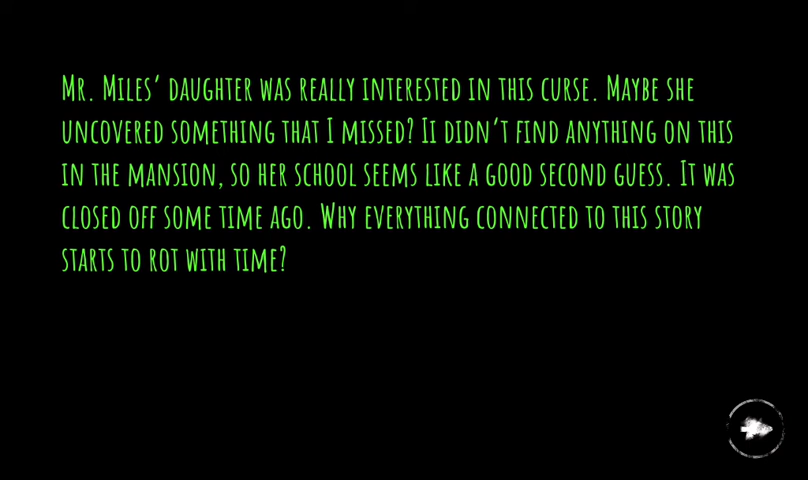 Mr. Miles’ daughter was really interested in this curse. Maybe she
uncovered something that I missed? Ii didn’t find anything on this
in the mansion, so her school seems like a good second guess. It was
closed off some time ago. Why everything connected to this story
starts to rot with time?